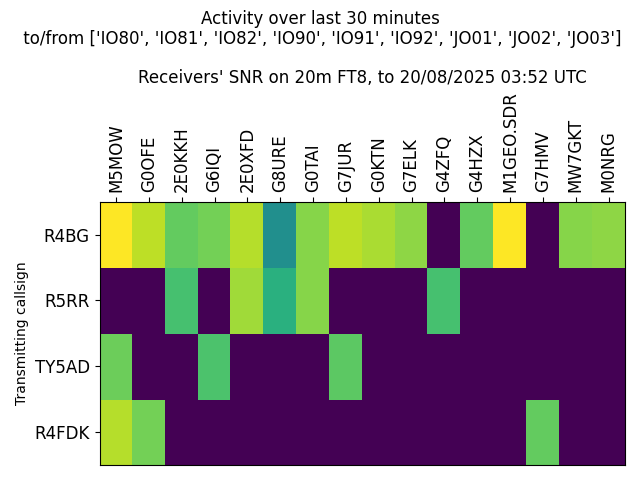 Activity over last 30 minutes
to/from ['IO80', 'IO81', 'IO82', 'IO90', 'IO91', 'IO92', 'JO01', 'JO02', 'JO03']
Receivers' SNR on 20m FT8, to 20/08/2025 03:52 UTC
M5MOW
G0OFE
2E0KKH
G6IQI
2E0XFD
G8URE
G0TAI
G7JUR
G0KTN
G7ELK
G4ZFQ
G4HZX
M1GEO.SDR
G7HMV
MW7GKT
M0NRG
Transmitting callsign
R4BG
R5RR
TY5AD
R4FDK